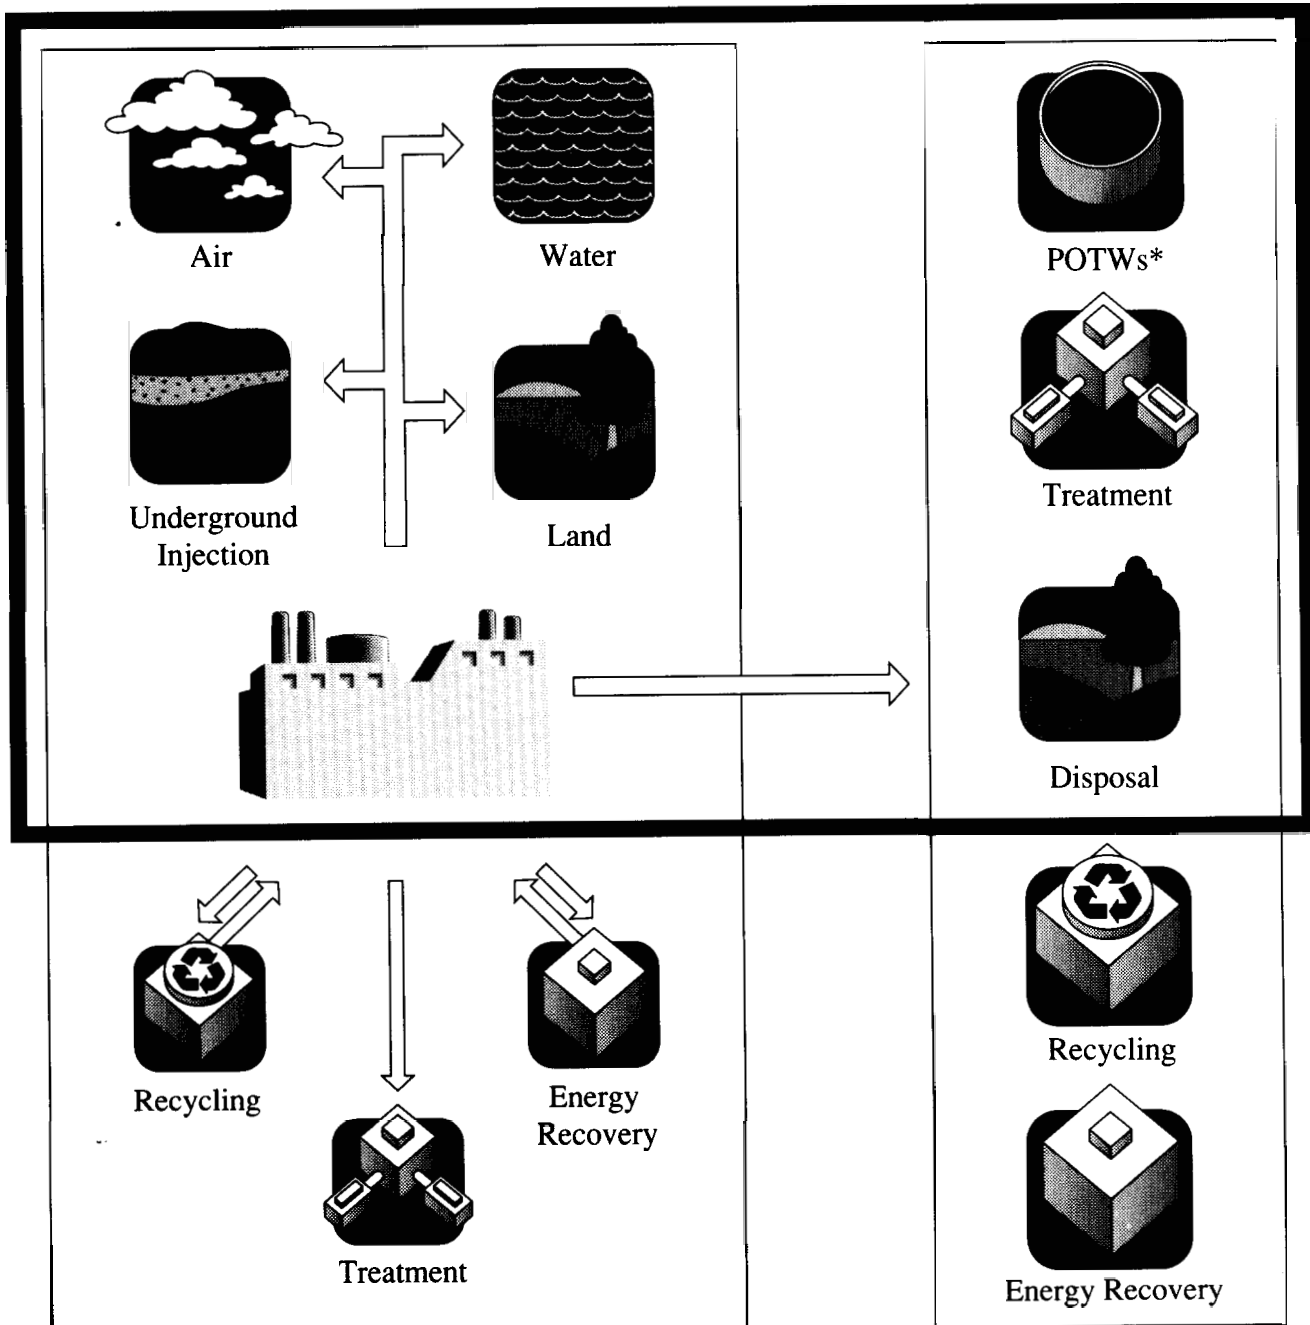 Air
Water
Underground
Injection
Land
POTWs*
Treatment
Disposal
Recycling
Energy
Recovery
Treatment
Recycling
Energy Recovery